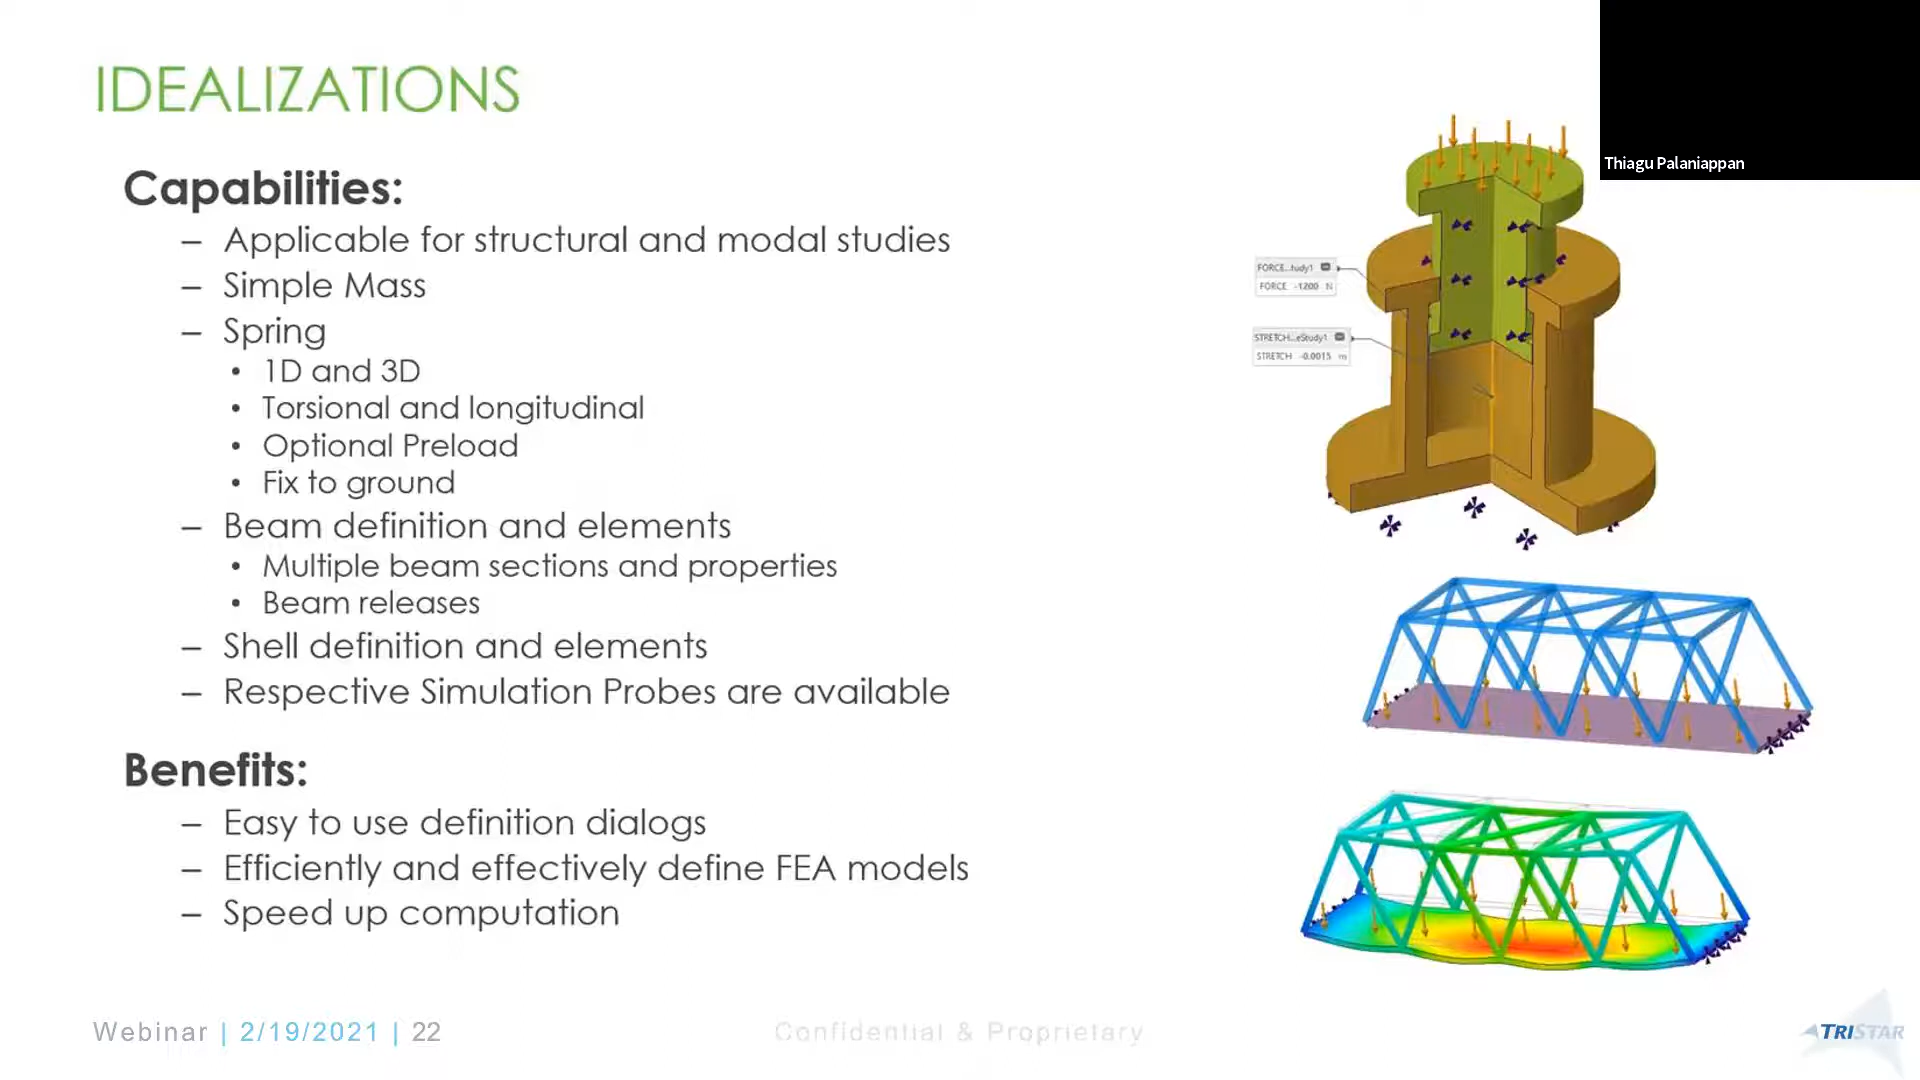 IDEALIZATIONS
Capabilities:
– Applicable for structural and modal studies
– Simple Mass
– Spring
• 1D and 3D
• Torsional and longitudinal
• Optional Preload
• Fix to ground
– Beam definition and elements
• Multiple beam sections and properties
• Beam releases
– Shell definition and elements
– Respective Simulation Probes are available
Benefits:
– Easy to use definition dialogs
– Efficiently and effectively define FEA models
– Speed up computation
Thiagu Palaniappan
FORCE...tudy1
FORCE -1200 N
STRETCH...eStudy1
STRETCH -0.0015 m
Webinar | 2/19/2021 | 22
Confidential & Proprietary
TRISTAR